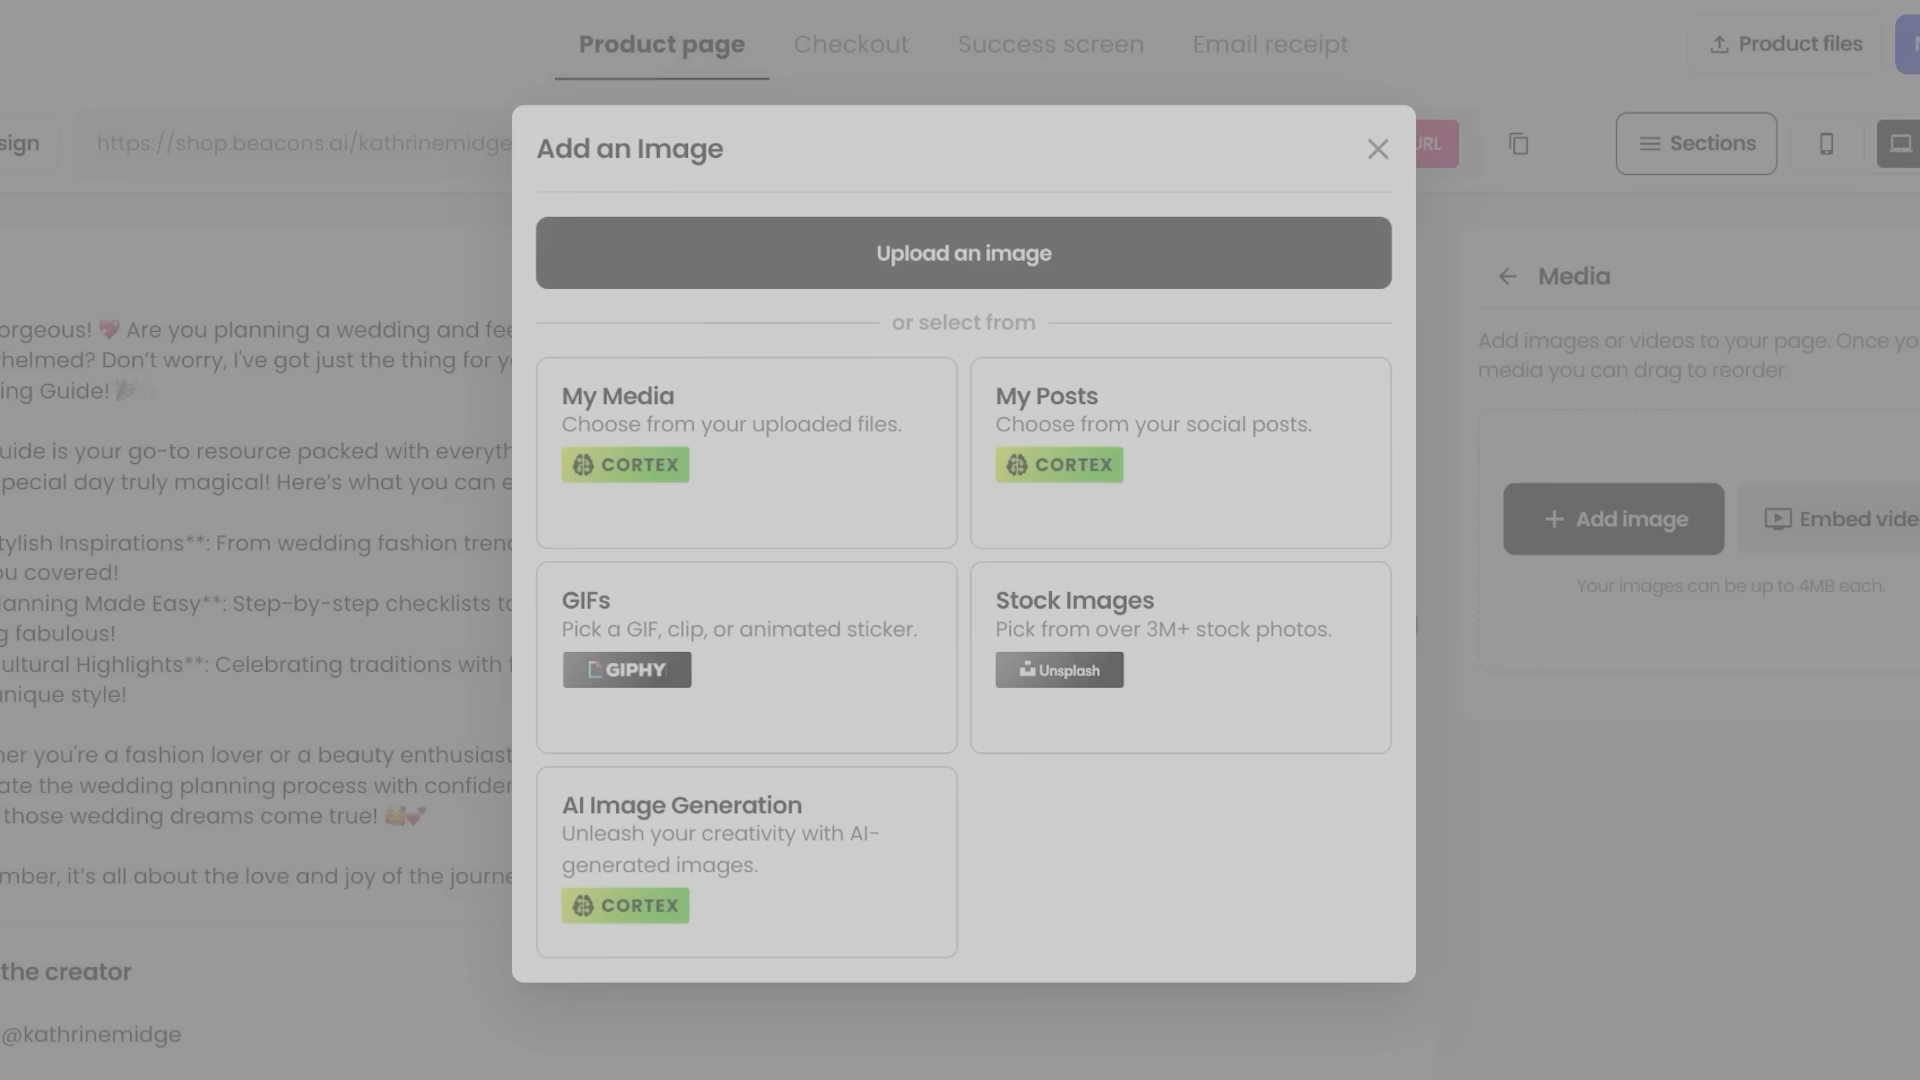 Product page
Checkout
Success screen
Email receipt
Product files
sign
https://shop.beacons.ai/kathrinemidge
URL
Sections
Add an Image
Upload an image
or select from
My Media
Choose from your uploaded files.
CORTEX
My Posts
Choose from your social posts.
CORTEX
GIFs
Pick a GIF, clip, or animated sticker.
GIPHY
Stock Images
Pick from over 3M+ stock photos.
Unsplash
AI Image Generation
Unleash your creativity with AI-
generated images.
CORTEX
orgeous! 💖 Are you planning a wedding and fee
helmed? Don't worry, I've got just the thing for y
ing Guide! 🎉
uide is your go-to resource packed with everyth
pecial day truly magical! Here's what you can e
tylish Inspirations**: From wedding fashion trend
ou covered!
lanning Made Easy**: Step-by-step checklists to
g fabulous!
ultural Highlights**: Celebrating traditions with f
unique style!
her you're a fashion lover or a beauty enthusiast
ate the wedding planning process with confider
those wedding dreams come true! 🥰💕
mber, it's all about the love and joy of the journe
the creator
@kathrinemidge
Media
Add images or videos to your page. Once yo
media you can drag to reorder.
Add image
Embed vide
Your images can be up to 4MB each.